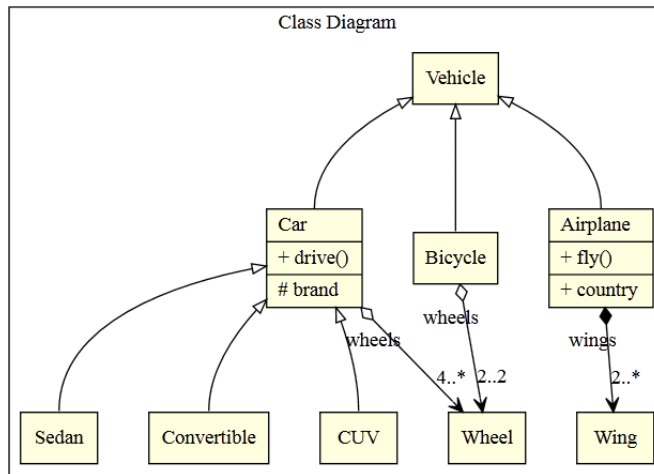 Class Diagram
Vehicle
Car
+ drive()
# brand
Bicycle
Airplane
+ fly()
+ country
wheels
wheels
wings
4..*
2..2
2..*
Sedan
Convertible
CUV
Wheel
Wing